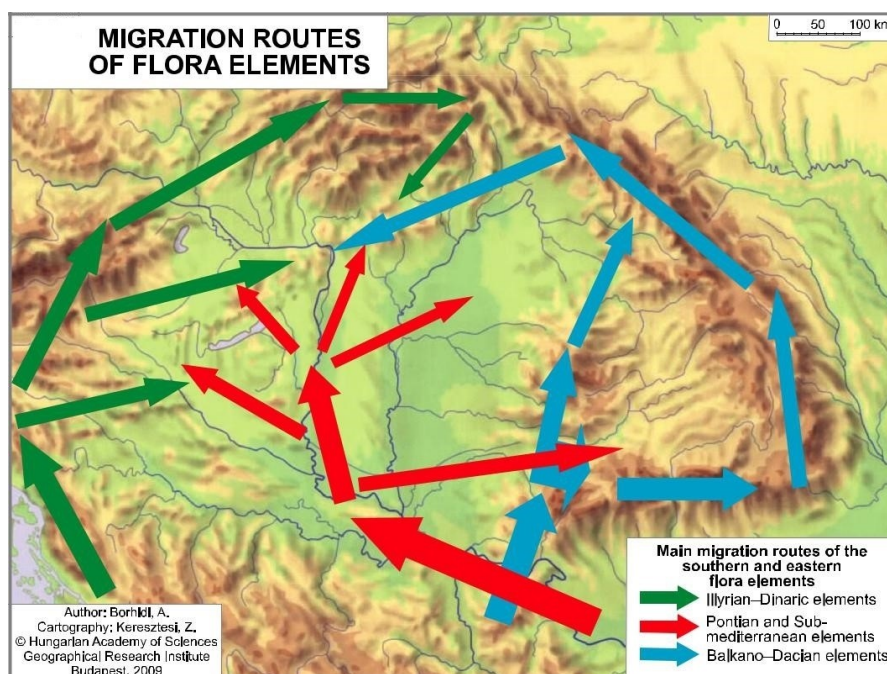 MIGRATION ROUTES
OF FLORA ELEMENTS
0 50 100 km
Main migration routes of the
southern and eastern
flora elements
Illyrian–Dinaric elements
Pontian and Sub-
mediterranean elements
Balkano–Dacian elements
Author: Borhidi, A.
Cartography: Keresztesi, Z.
© Hungarian Academy of Sciences
Geographical Research Institute
Budapest, 2009